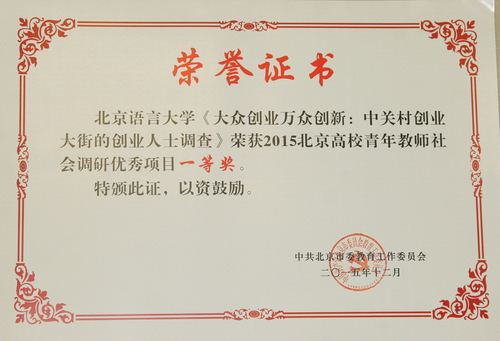 荣誉证书
北京语言大学《大众创业万众创新：中关村创业
大街的创业人士调查》荣获2015北京高校青年教师社
会调研优秀项目一等奖。
特颁此证，以资鼓励。
中共北京市委教育工作委员会
二〇一五年十二月